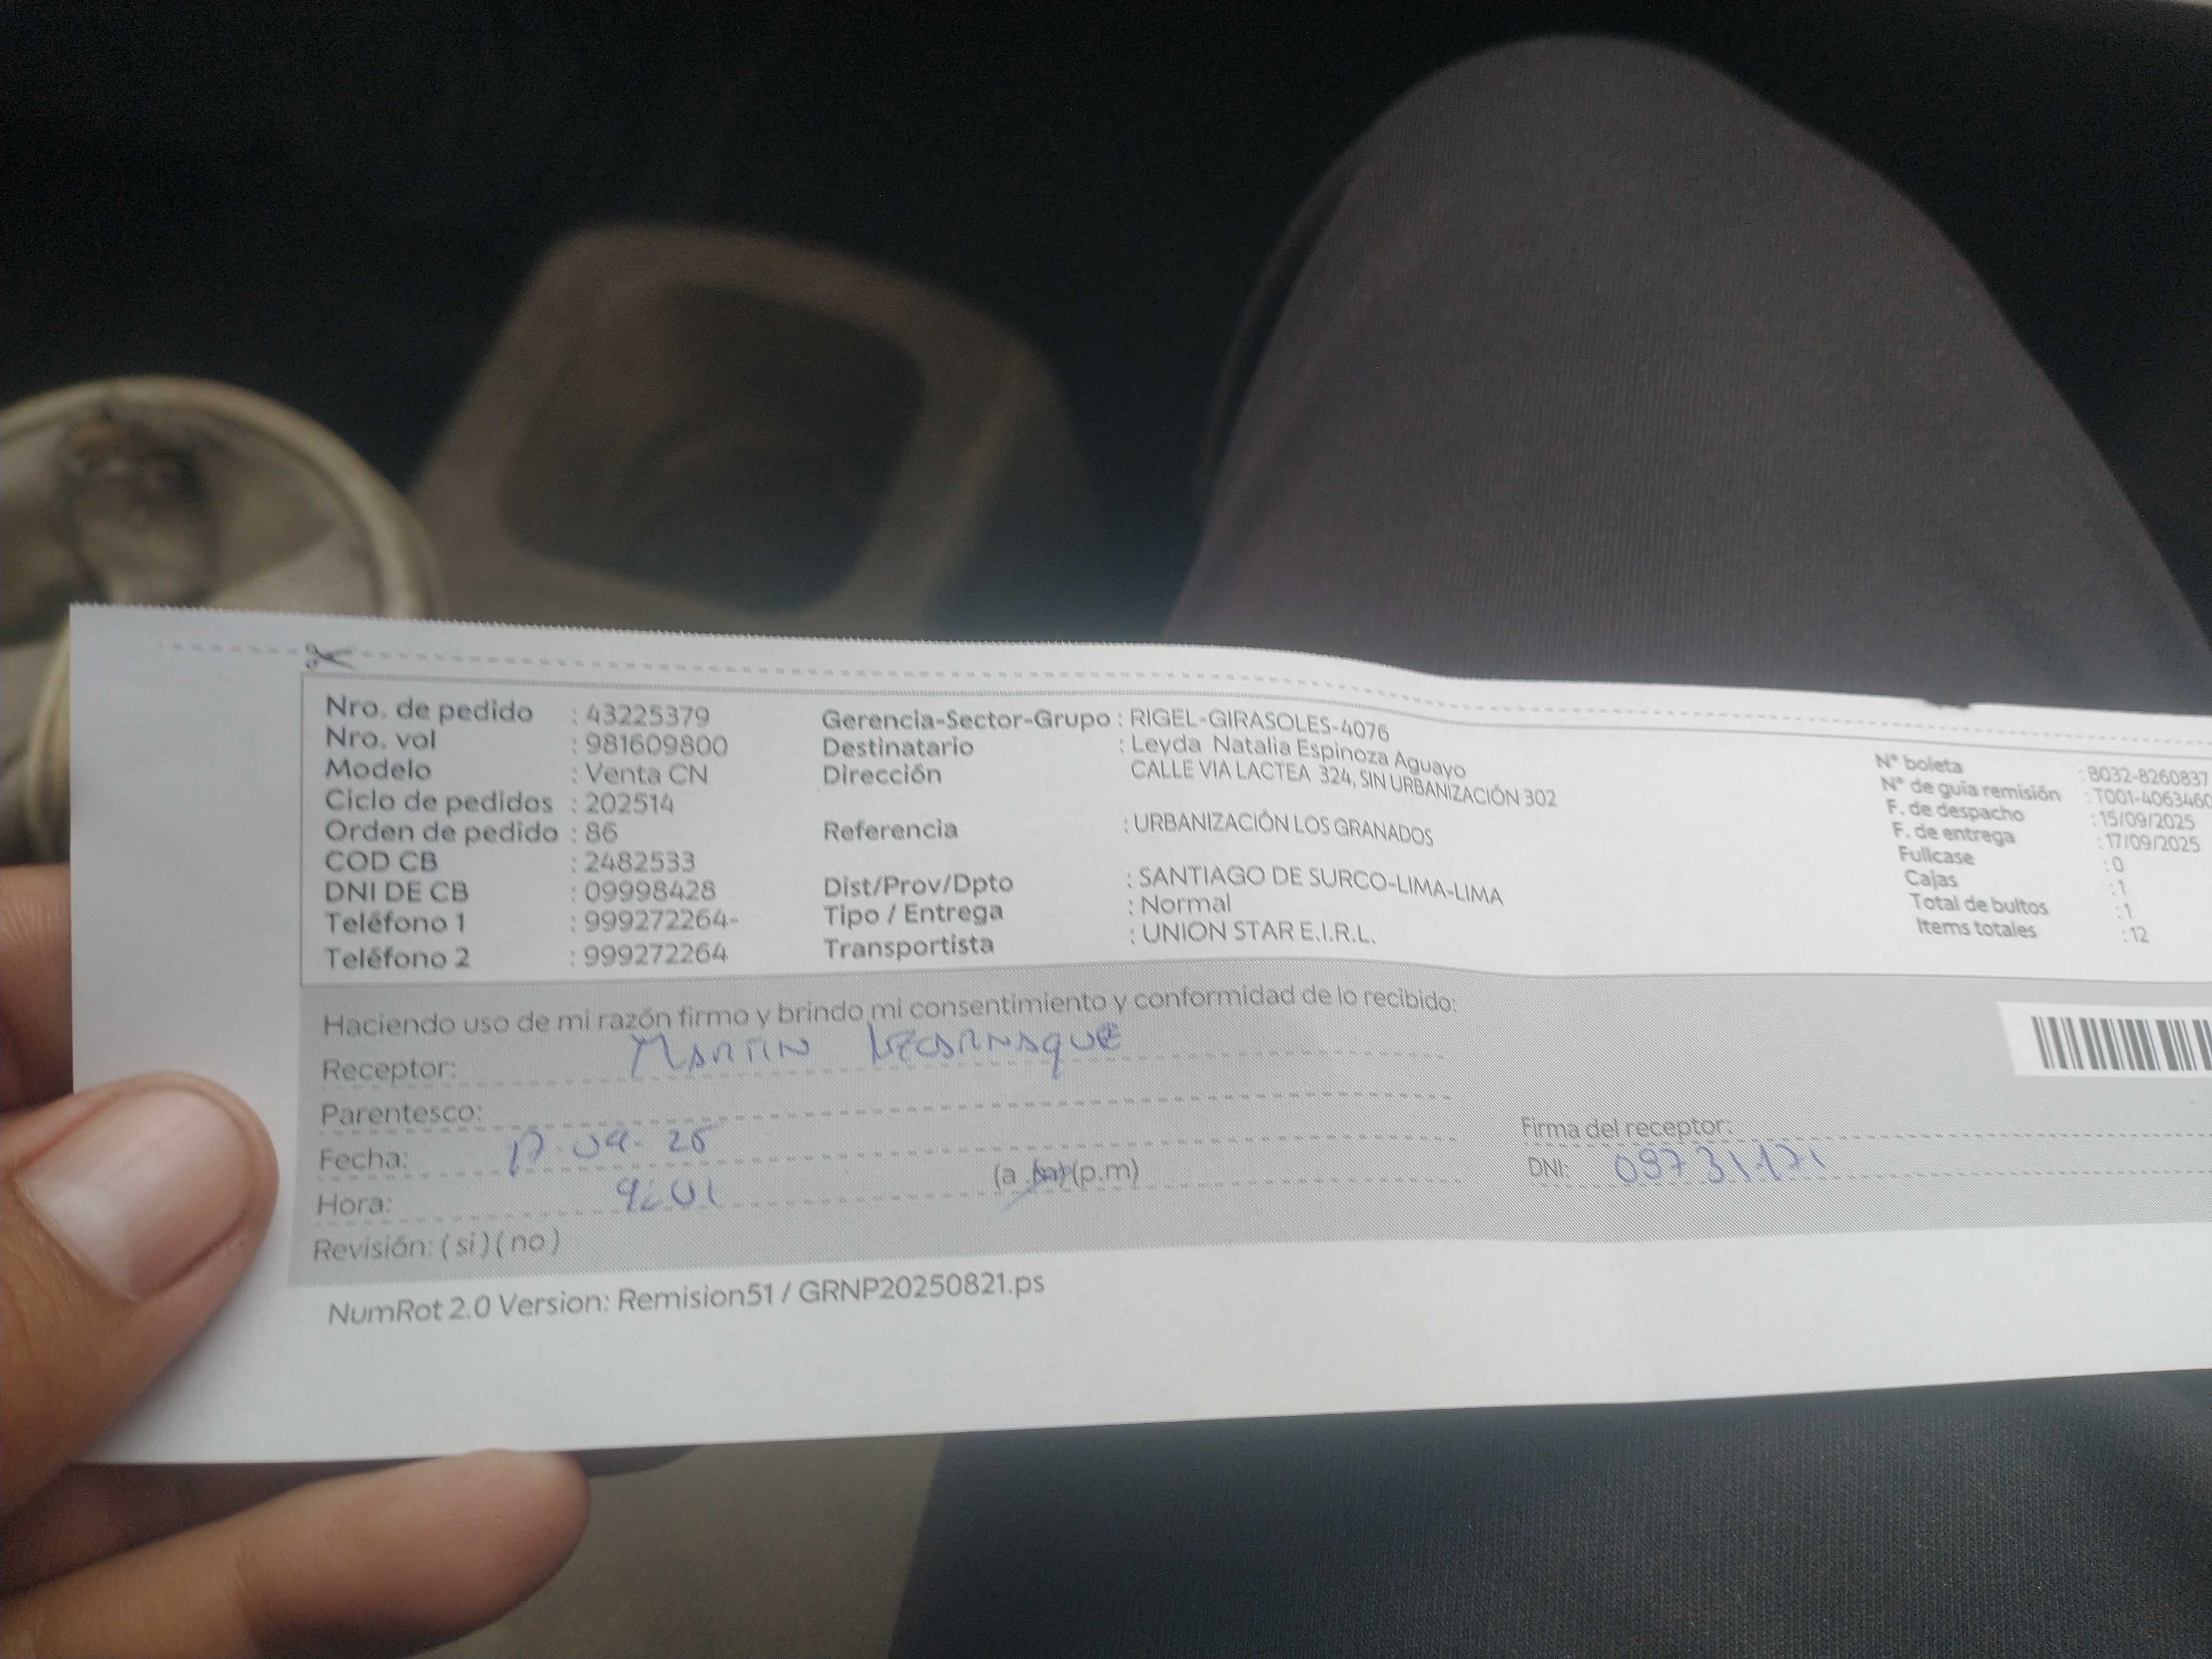 Nro. de pedido : 43225379
Nro. vol : 981609800
Modelo : Venta CN
Ciclo de pedidos : 202514
Orden de pedido : 86
COD CB : 2482533
DNI DE CB : 09998428
Teléfono 1 : 999272264-
Teléfono 2 : 999272264
Gerencia-Sector-Grupo : RIGEL-GIRASOLES-4076
Destinatario : Leyda Natalia Espinoza Aguayo
Dirección CALLE VIA LACTEA 324, SIN URBANIZACIÓN 302
Referencia : URBANIZACIÓN LOS GRANADOS
Dist/Prov/Dpto : SANTIAGO DE SURCO-LIMA-LIMA
Tipo / Entrega : Normal
Transportista : UNION STAR E.I.R.L.
N° boleta : B032-8260837
N° de guía remisión : T001-4063460
F. de despacho : 15/09/2025
F. de entrega : 17/09/2025
Fullcase : 0
Cajas : 1
Total de bultos : 1
Items totales : 12
Haciendo uso de mi razón firmo y brindo mi consentimiento y conformidad de lo recibido:
Receptor: MARTIN
Parentesco:
Fecha: 17-09-25
Hora: (a.m) (p.m)
Revisión: ( si ) ( no )
Firma del receptor:
DNI:
NumRot 2.0 Version: Remision51 / GRNP20250821.ps